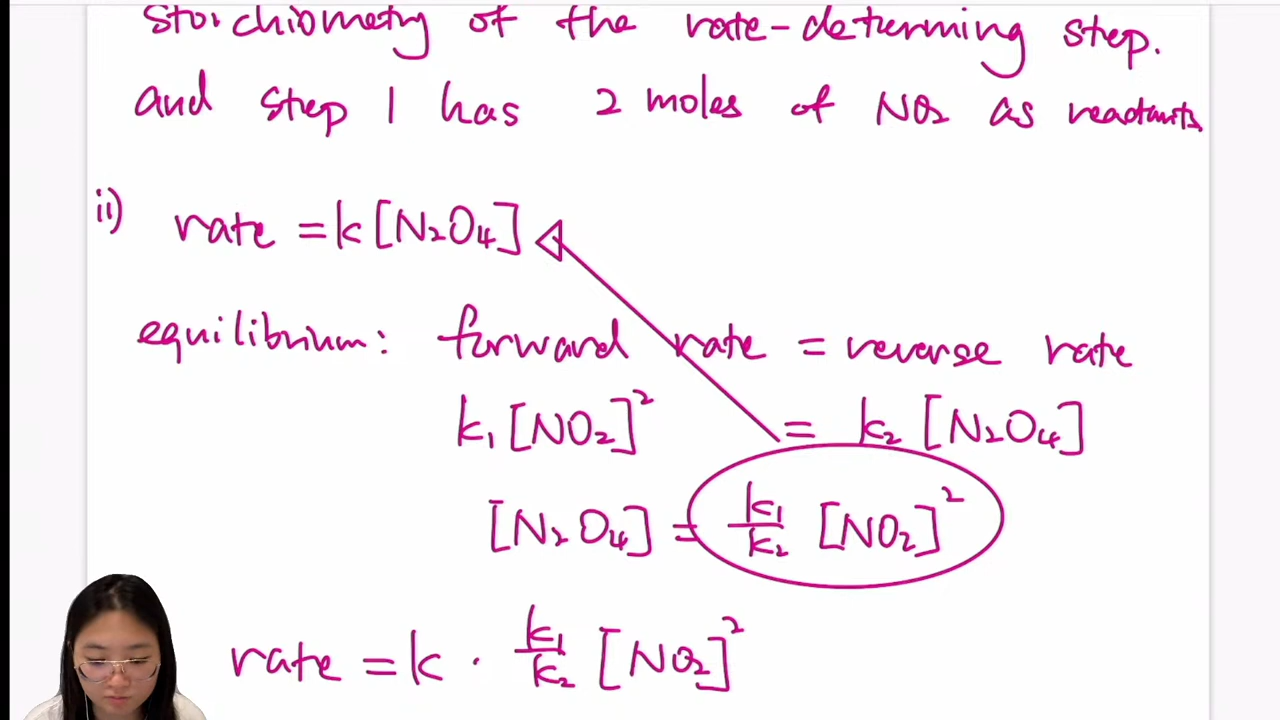 stoichiometry of the rate-determining step.
and step 1 has 2 moles of NO₂ as reactants
ii) rate = k[N₂O₄]
equilibrium: forward rate = reverse rate
k₁[NO₂]² = k₂[N₂O₄]
[N₂O₄] = k₁/k₂ [NO₂]²
rate = k · k₁/k₂ [NO₂]²